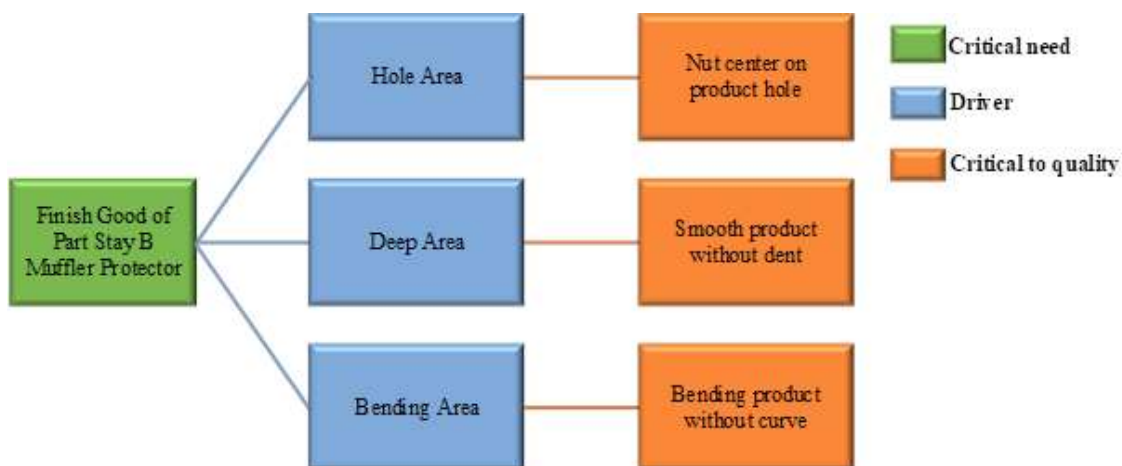 Hole Area
Nut center on
product hole
Critical need
Driver
Critical to quality
Finish Good of
Part Stay B
Muffler Protector
Deep Area
Smooth product
without dent
Bending Area
Bending product
without curve